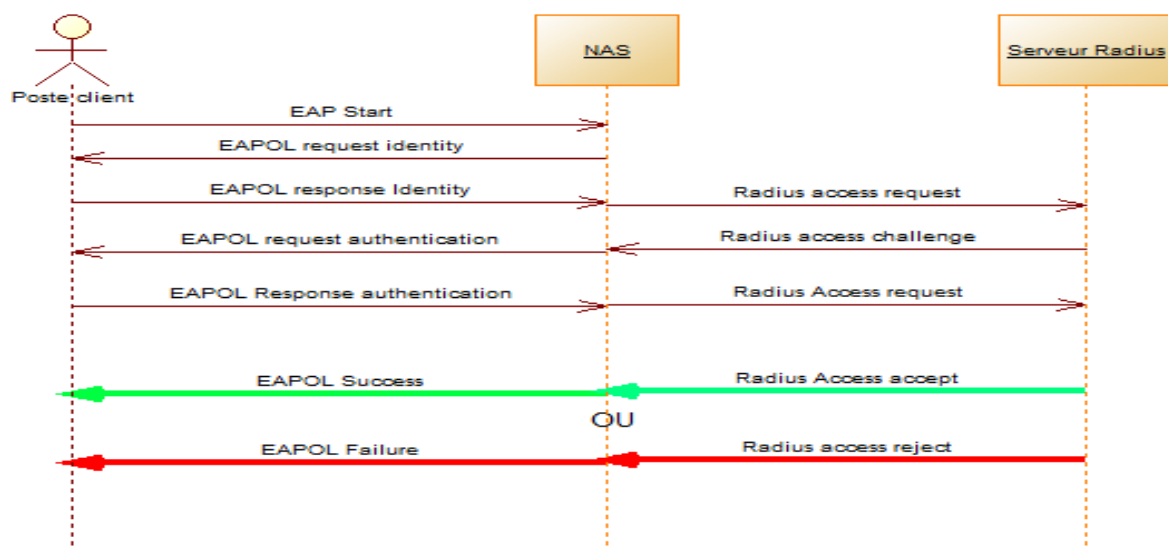 NAS
Serveur Radius
Poste client
EAP Start
EAPOL request identity
EAPOL response Identity
Radius access request
EAPOL request authentication
Radius access challenge
EAPOL Response authentication
Radius Access request
EAPOL Success
Radius Access accept
OU
EAPOL Failure
Radius access reject